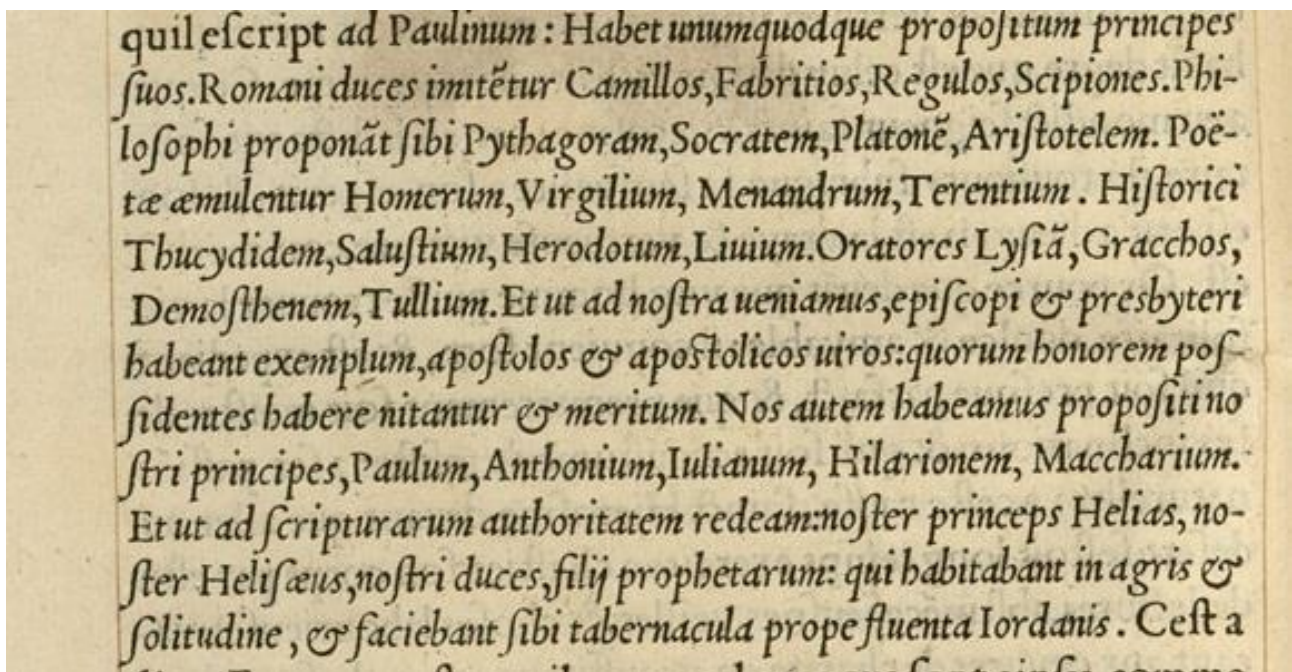 quil eſcript ad Paulinum : Habet unumquodque propoſitum principes
ſuos.Romani duces imitẽtur Camillos,Fabritios,Regulos,Scipiones.Phi-
loſophi proponãt ſibi Pythagoram,Socratem,Platonẽ,Ariſtotelem. Poë-
tæ æmulentur Homerum,Virgilium, Menandrum,Terentium . Hiſtorici
Thucydidem,Saluſtium,Herodotum,Liuium.Oratores Lyſiã,Gracchos,
Demoſthenem,Tullium.Et ut ad noſtra ueniamus,epiſcopi & presbyteri
habeant exemplum,apoſtolos & apoſtolicos uiros:quorum honorem poſ-
ſidentes habere nitantur & meritum. Nos autem habeamus propoſiti no
ſtri principes,Paulum,Anthonium,Iulianum, Hilarionem, Maccharium.
Et ut ad ſcripturarum authoritatem redeam:noſter princeps Helias, no-
ſter Heliſæus,noſtri duces,filij prophetarum: qui habitabant in agris &
ſolitudine , & faciebant ſibi tabernacula prope fluenta Iordanis . Ceſt a